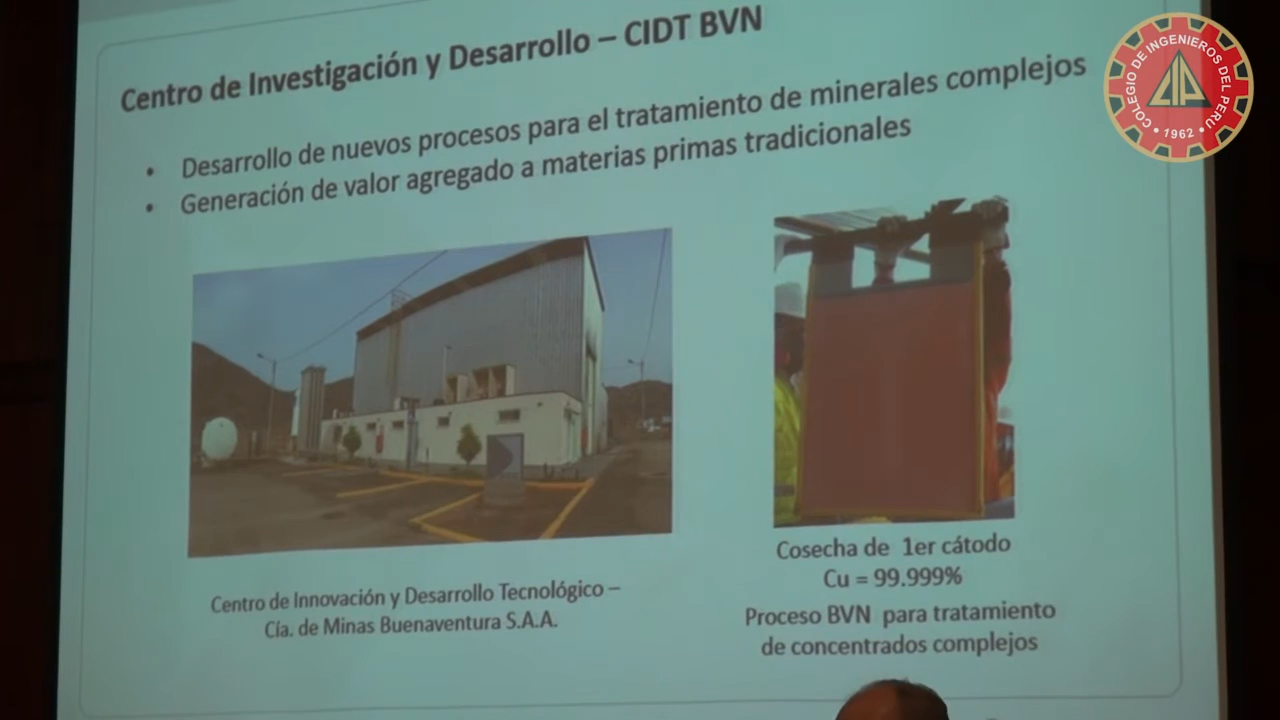 Centro de Investigación y Desarrollo – CIDT BVN
• Desarrollo de nuevos procesos para el tratamiento de minerales complejos
• Generación de valor agregado a materias primas tradicionales
COLEGIO DE INGENIEROS DEL PERU
CIP
• 1962 •
Centro de Innovación y Desarrollo Tecnológico –
Cía. de Minas Buenaventura S.A.A.
Cosecha de 1er cátodo
Cu = 99.999%
Proceso BVN para tratamiento
de concentrados complejos